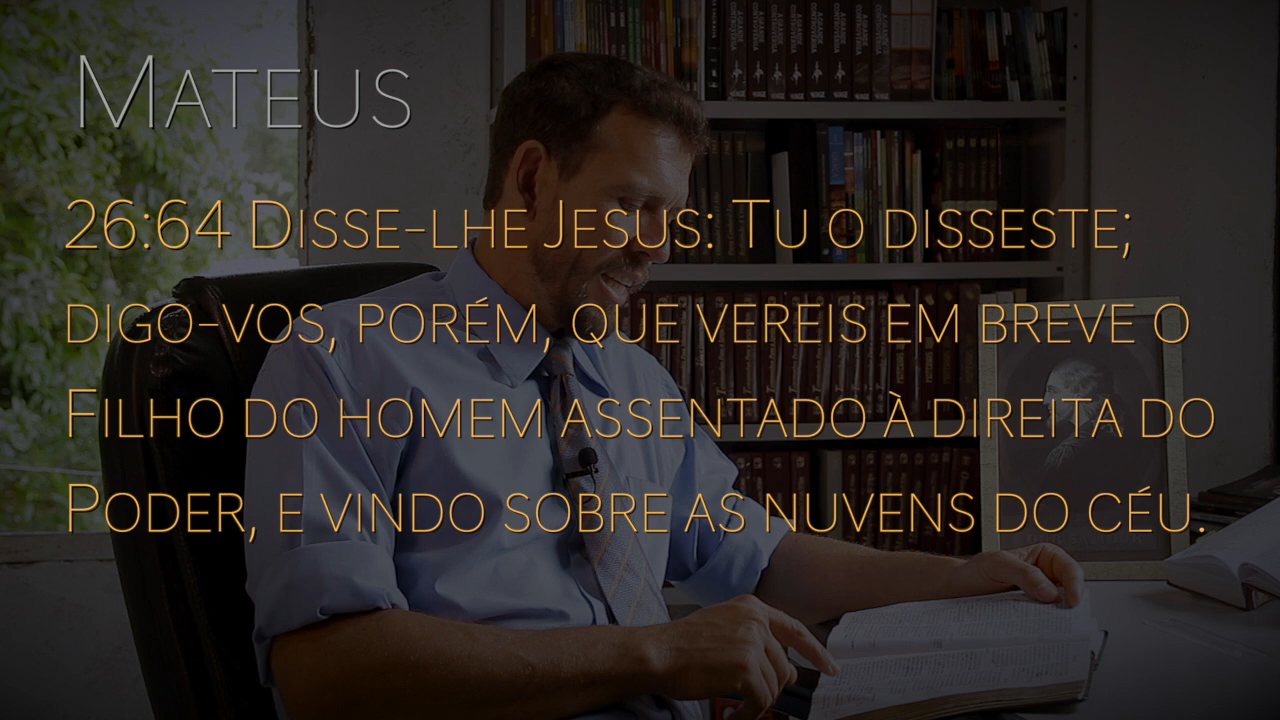 Mateus
26:64 Disse-lhe Jesus: Tu o disseste;
digo-vos, porém, que vereis em breve o
Filho do homem assentado à direita do
Poder, e vindo sobre as nuvens do céu.